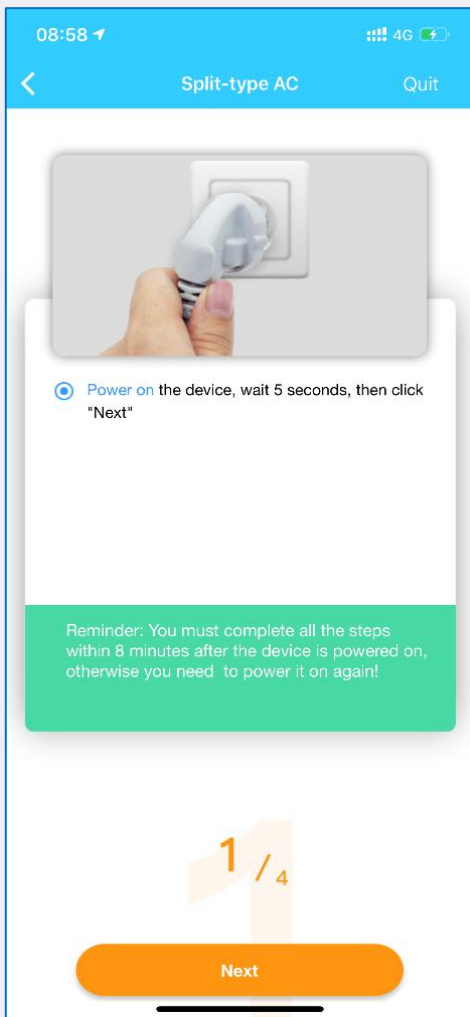 08:58
4G
Split-type AC
Quit
Power on the device, wait 5 seconds, then click
"Next"
Reminder: You must complete all the steps
within 8 minutes after the device is powered on,
otherwise you need  to power it on again!
1
1 / 4
Next